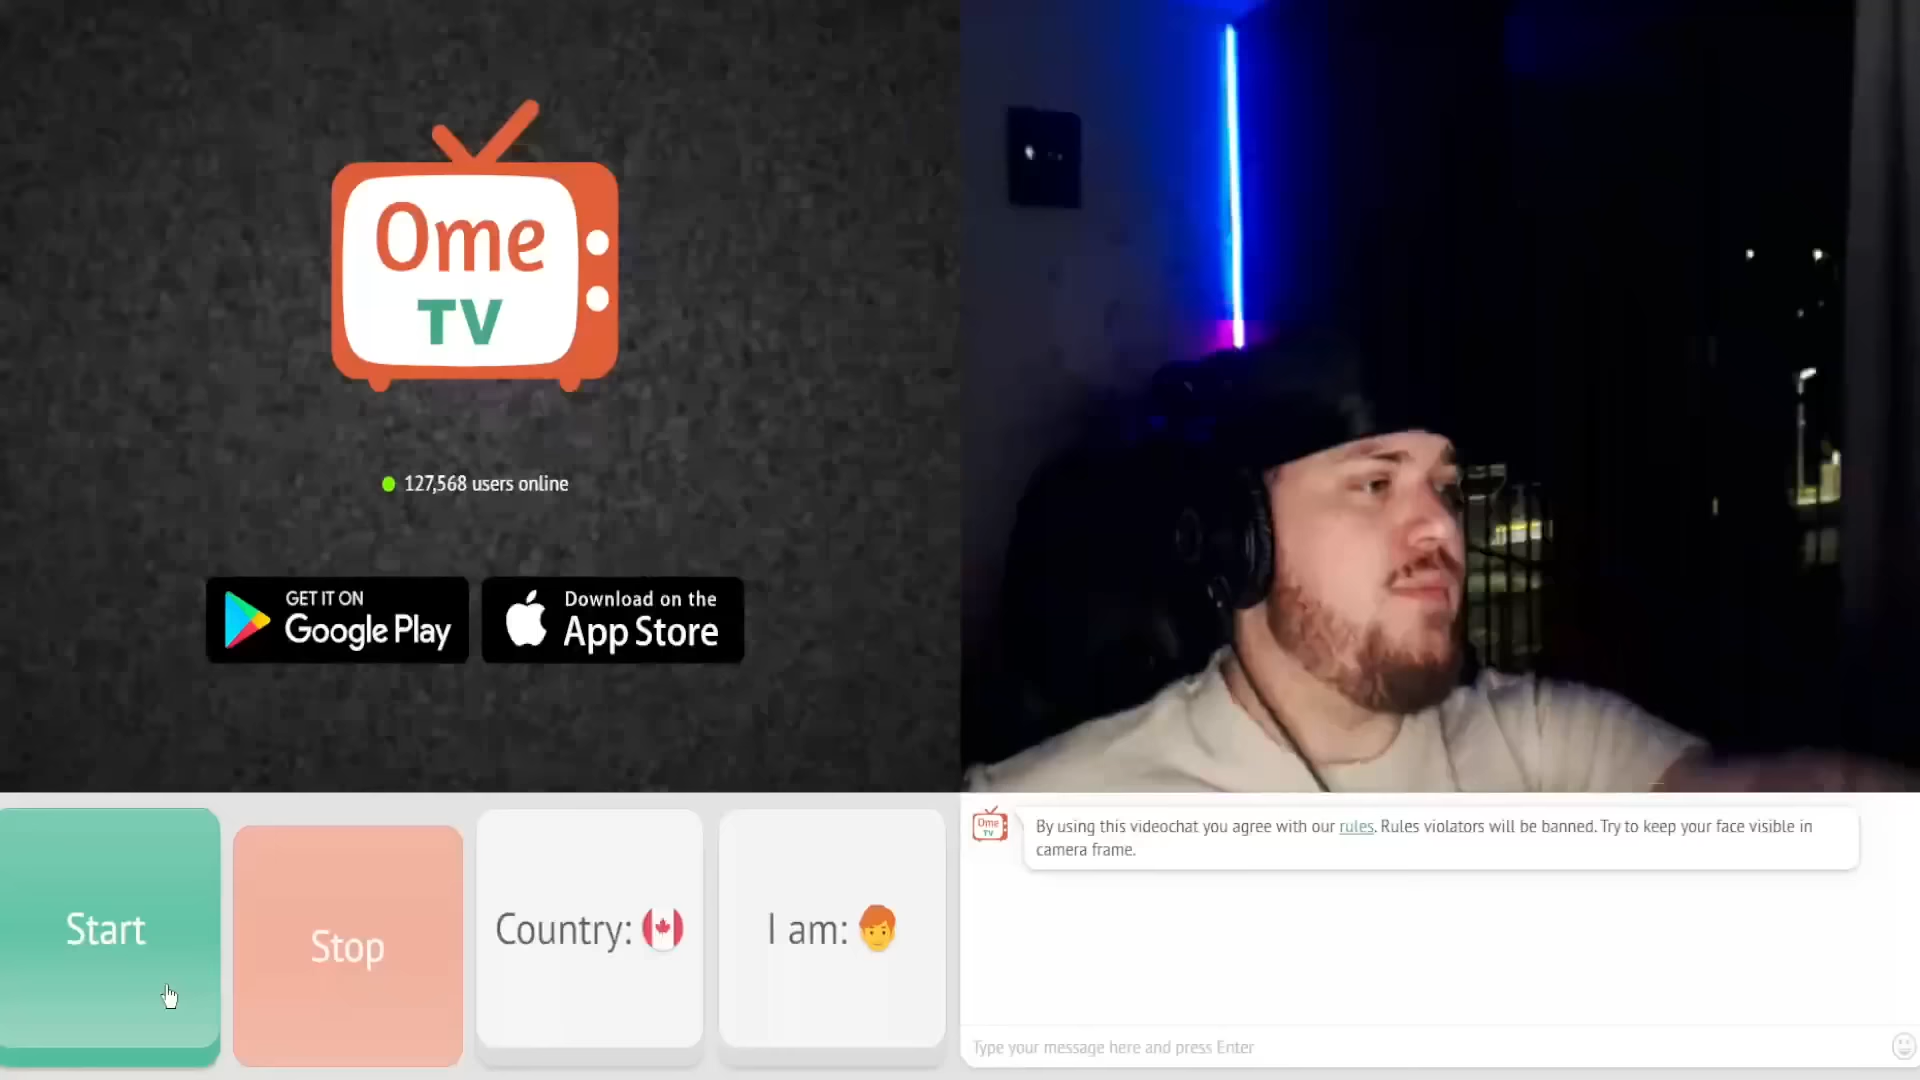 Ome
TV
127,568 users online
GET IT ON
Google Play
Download on the
App Store
Start
Stop
Country:
I am:
Ome
TV
By using this videochat you agree with our rules. Rules violators will be banned. Try to keep your face visible in
camera frame.
Type your message here and press Enter